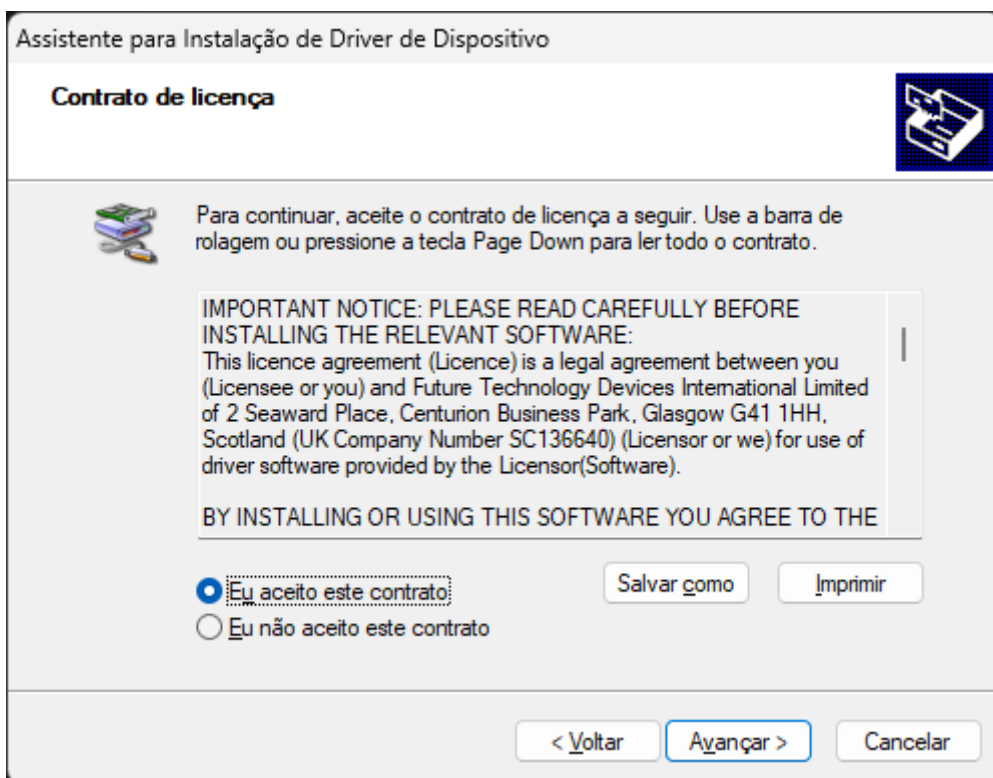 Assistente para Instalação de Driver de Dispositivo
Contrato de licença
Para continuar, aceite o contrato de licença a seguir. Use a barra de
rolagem ou pressione a tecla Page Down para ler todo o contrato.
IMPORTANT NOTICE: PLEASE READ CAREFULLY BEFORE
INSTALLING THE RELEVANT SOFTWARE:
This licence agreement (Licence) is a legal agreement between you
(Licensee or you) and Future Technology Devices International Limited
of 2 Seaward Place, Centurion Business Park, Glasgow G41 1HH,
Scotland (UK Company Number SC136640) (Licensor or we) for use of
driver software provided by the Licensor(Software).
BY INSTALLING OR USING THIS SOFTWARE YOU AGREE TO THE
Eu aceito este contrato
Salvar como
Imprimir
Eu não aceito este contrato
< Voltar
Avançar >
Cancelar